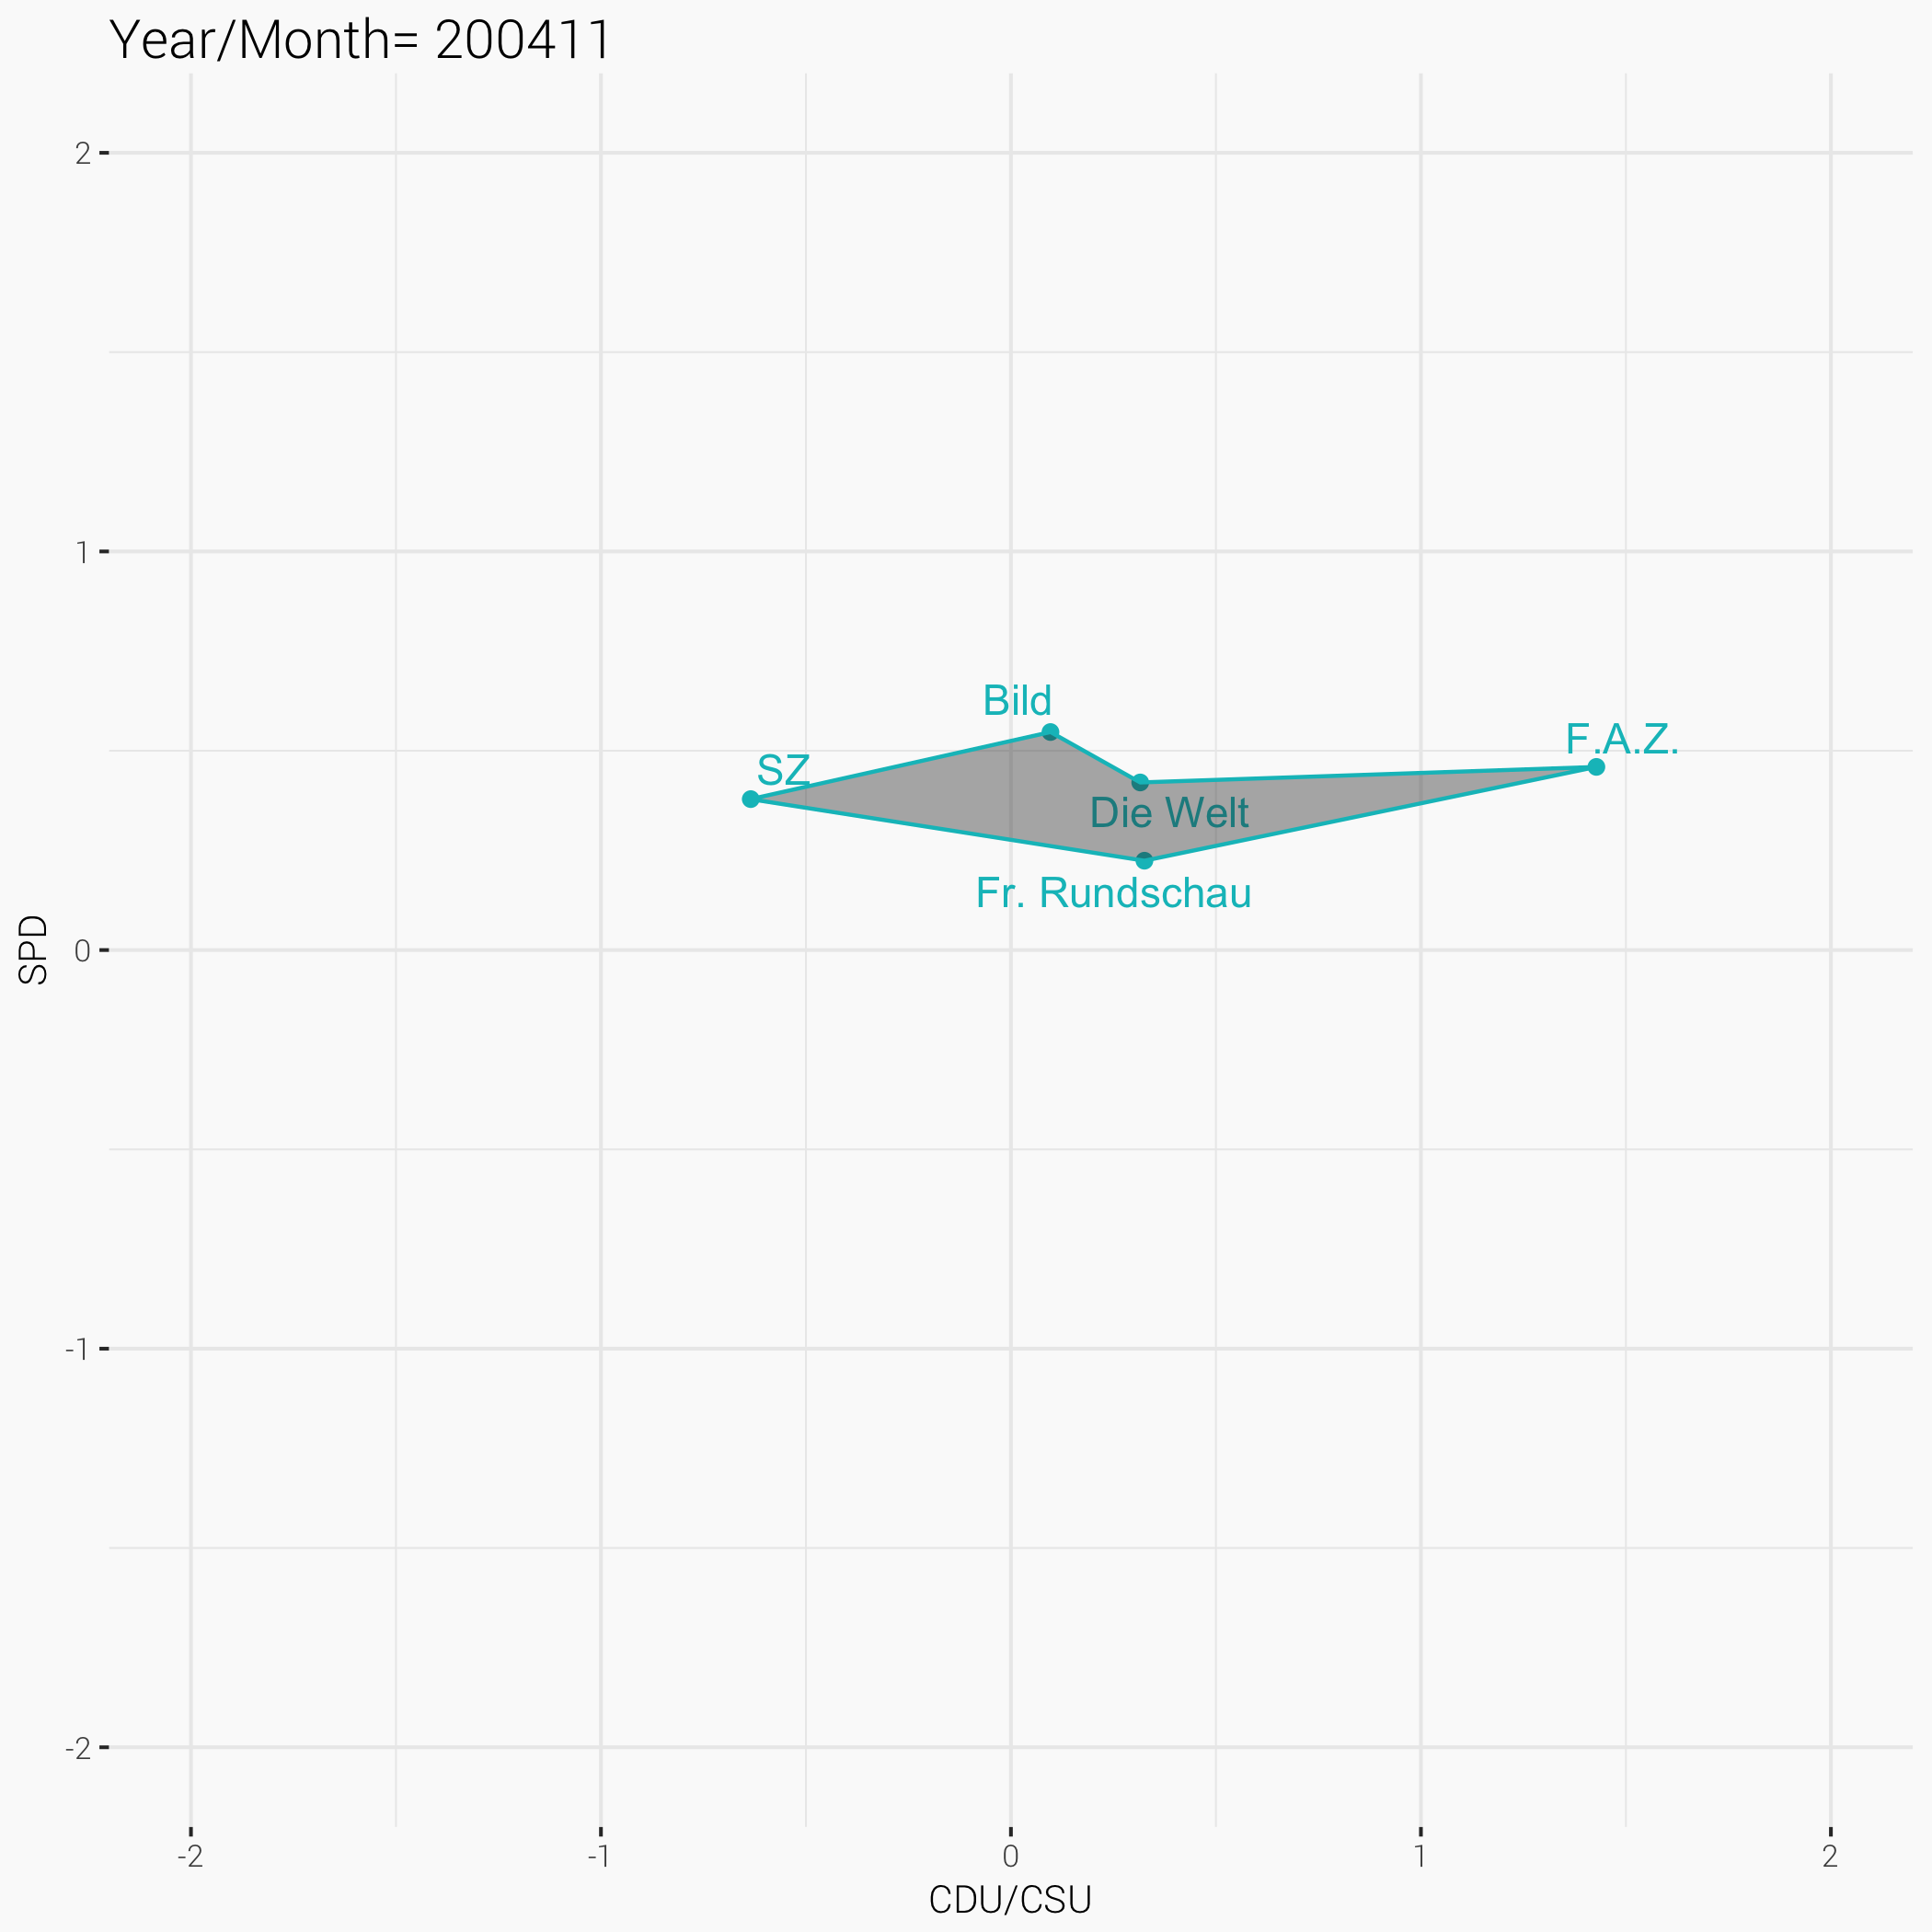 Year/Month= 200411
2
1
0
-1
-2
SPD
Bild
F.A.Z.
SZ
Die Welt
Fr. Rundschau
-2
-1
0
1
2
CDU/CSU